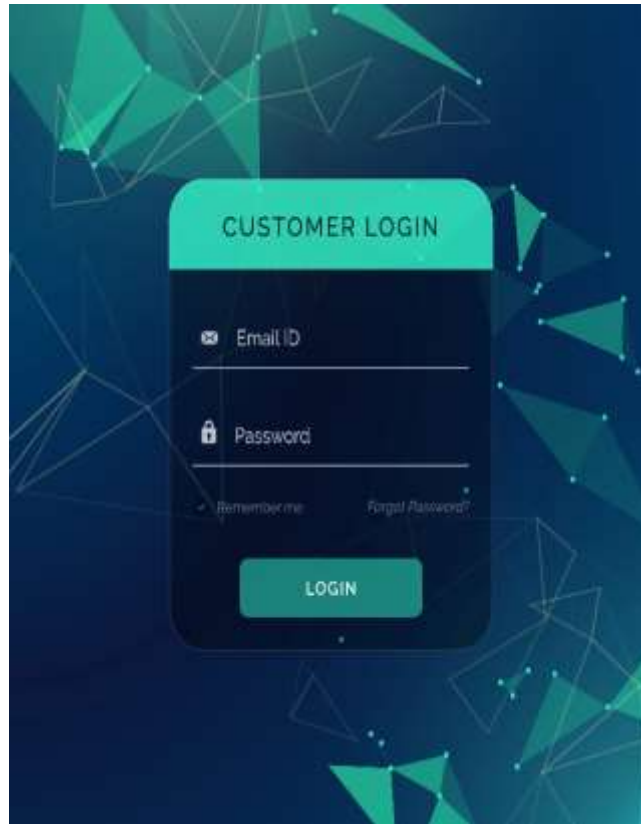 CUSTOMER LOGIN
Email ID
Password
Remember me Forgot Password?
LOGIN